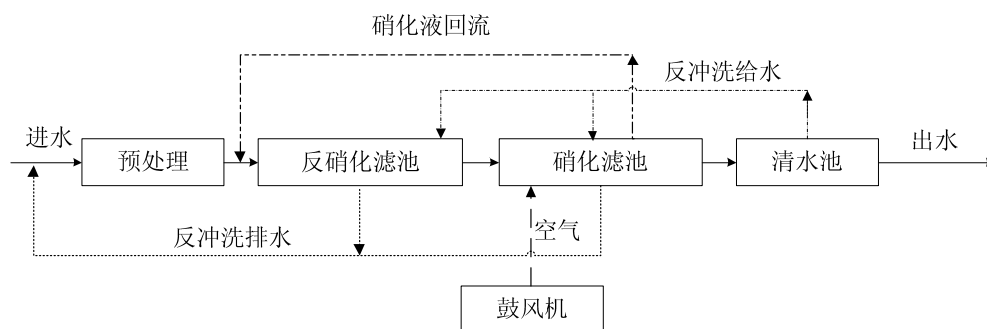 硝化液回流
反冲洗给水
进水
预处理
反硝化滤池
硝化滤池
清水池
出水
反冲洗排水
空气
鼓风机